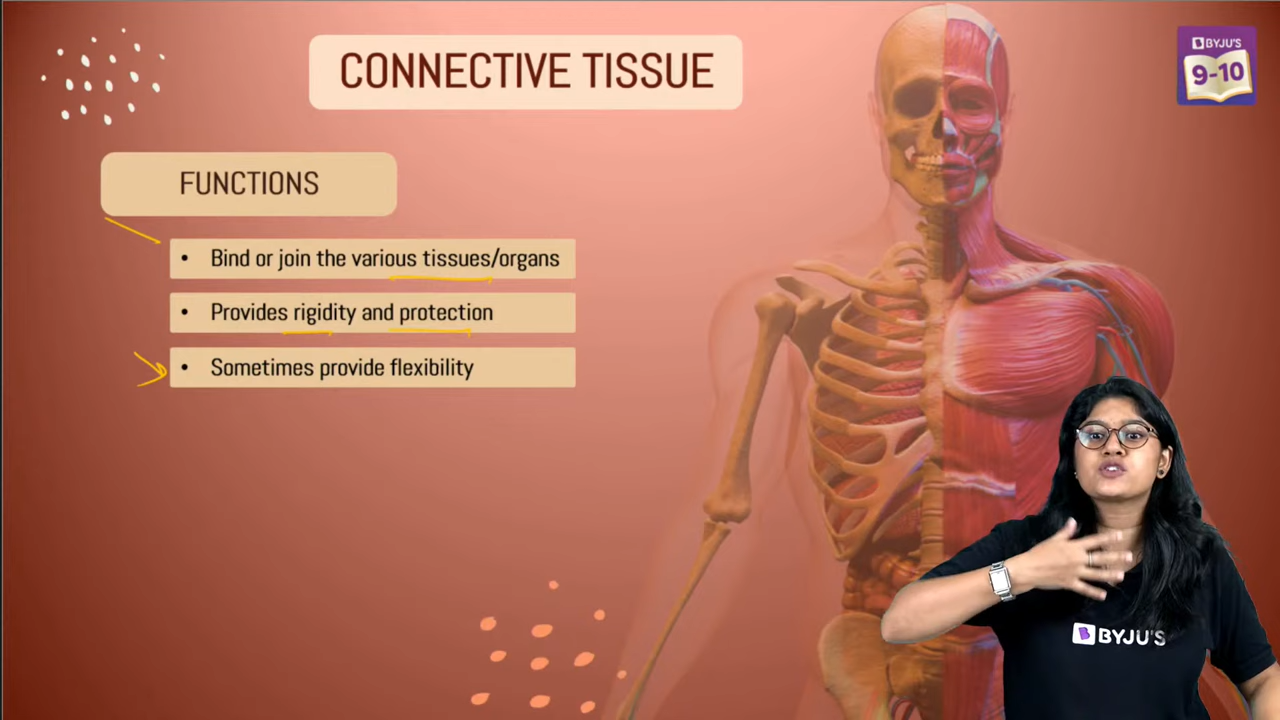 CONNECTIVE TISSUE
BYJU'S
9-10
FUNCTIONS
• Bind or join the various tissues/organs
• Provides rigidity and protection
• Sometimes provide flexibility
B BYJU'S